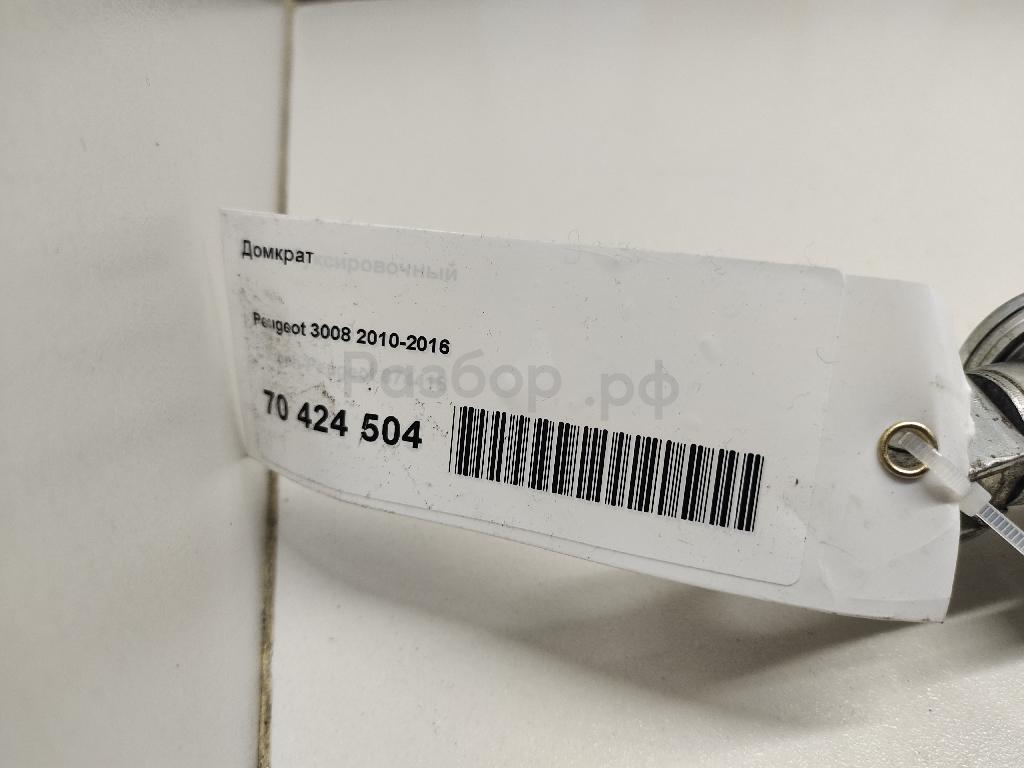 Домкрат
Peugeot 3008 2010-2016
Разбор.рф
70 424 504